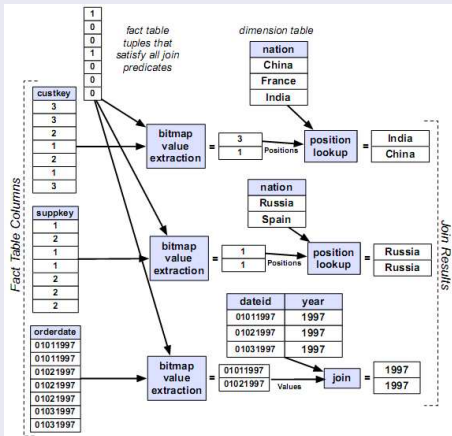 1
0
0
1
0
0
0
fact table
tuples that
satisfy all join
predicates
dimension table
nation
China
France
India
Fact Table Columns
custkey
3
3
2
1
2
1
3
bitmap
value
extraction
=
3
1
Positions
position
lookup
=
India
China
suppkey
1
2
1
1
2
2
2
bitmap
value
extraction
=
1
1
Positions
nation
Russia
Spain
position
lookup
=
Russia
Russia
Join Results
orderdate
01011997
01011997
01021997
01021997
01021997
01031997
01031997
bitmap
value
extraction
=
01011997
01021997
Values
dateid year
01011997 1997
01021997 1997
01031997 1997
join
=
1997
1997